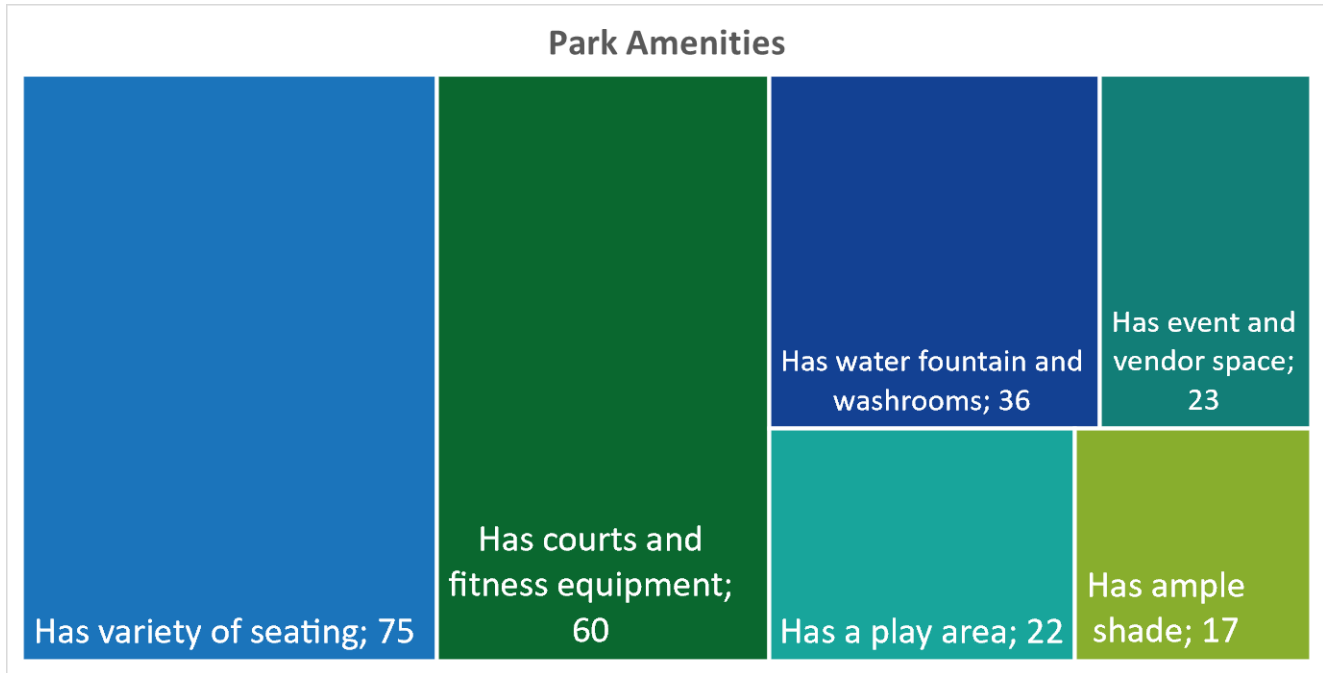 Park Amenities
Has variety of seating; 75
Has courts and
fitness equipment;
60
Has water fountain and
washrooms; 36
Has event and
vendor space;
23
Has a play area; 22
Has ample
shade; 17